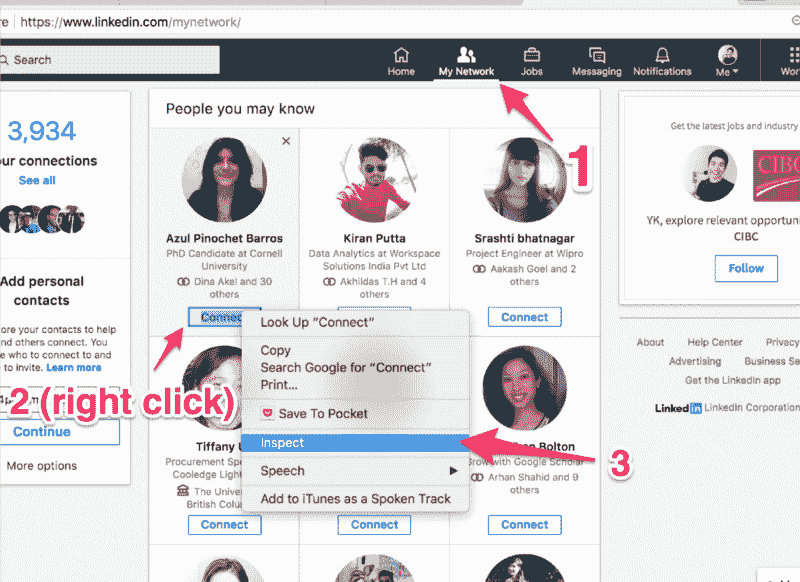 re https://www.linkedin.com/mynetwork/
Search
Home
My Network
Jobs
Messaging
Notifications
Me
Wor
3,934
our connections
See all
Add personal
contacts
ore your contacts to help
nd others connect. You
e who to connect to and
to invite. Learn more
Continue
More options
People you may know
Azul Pinochet Barros
PhD Candidate at Cornell
University
Dina Akel and 30
others
Connec
Kiran Putta
Data Analytics at Workspace
Solutions India Pvt Ltd
Akhildas T.H and 4
others
Srashti bhatnagar
Project Engineer at Wipro
Aakash Goel and 2
others
Connect
1
2 (right click)
3
Look Up “Connect”
Copy
Search Google for “Connect”
Print...
Save To Pocket
Inspect
Speech
Add to iTunes as a Spoken Track
Tiffany
Procurement Spe
Cooledge Light
The Unive
British Colu
Connect
Connect
Bolton
Grow with Google Scholar
Arhan Shahid and 9
others
Connect
Get the latest jobs and industry
CIBC
YK, explore relevant opportun
CIBC
Follow
About Help Center Privacy
Advertising Business Se
Get the LinkedIn app
LinkedIn LinkedIn Corporation